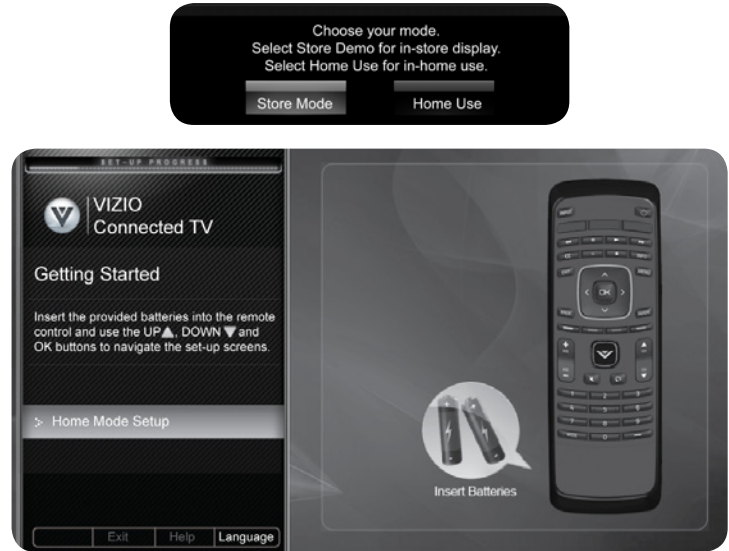 Choose your mode.
Select Store Demo for in-store display.
Select Home Use for in-home use.
Store Mode
Home Use
SET-UP PROGRESS
VIZIO
Connected TV
Getting Started
Insert the provided batteries into the remote
control and use the UP▲, DOWN ▼ and
OK buttons to navigate the set-up screens.
> Home Mode Setup
Exit
Help
Language
OK
Insert Batteries